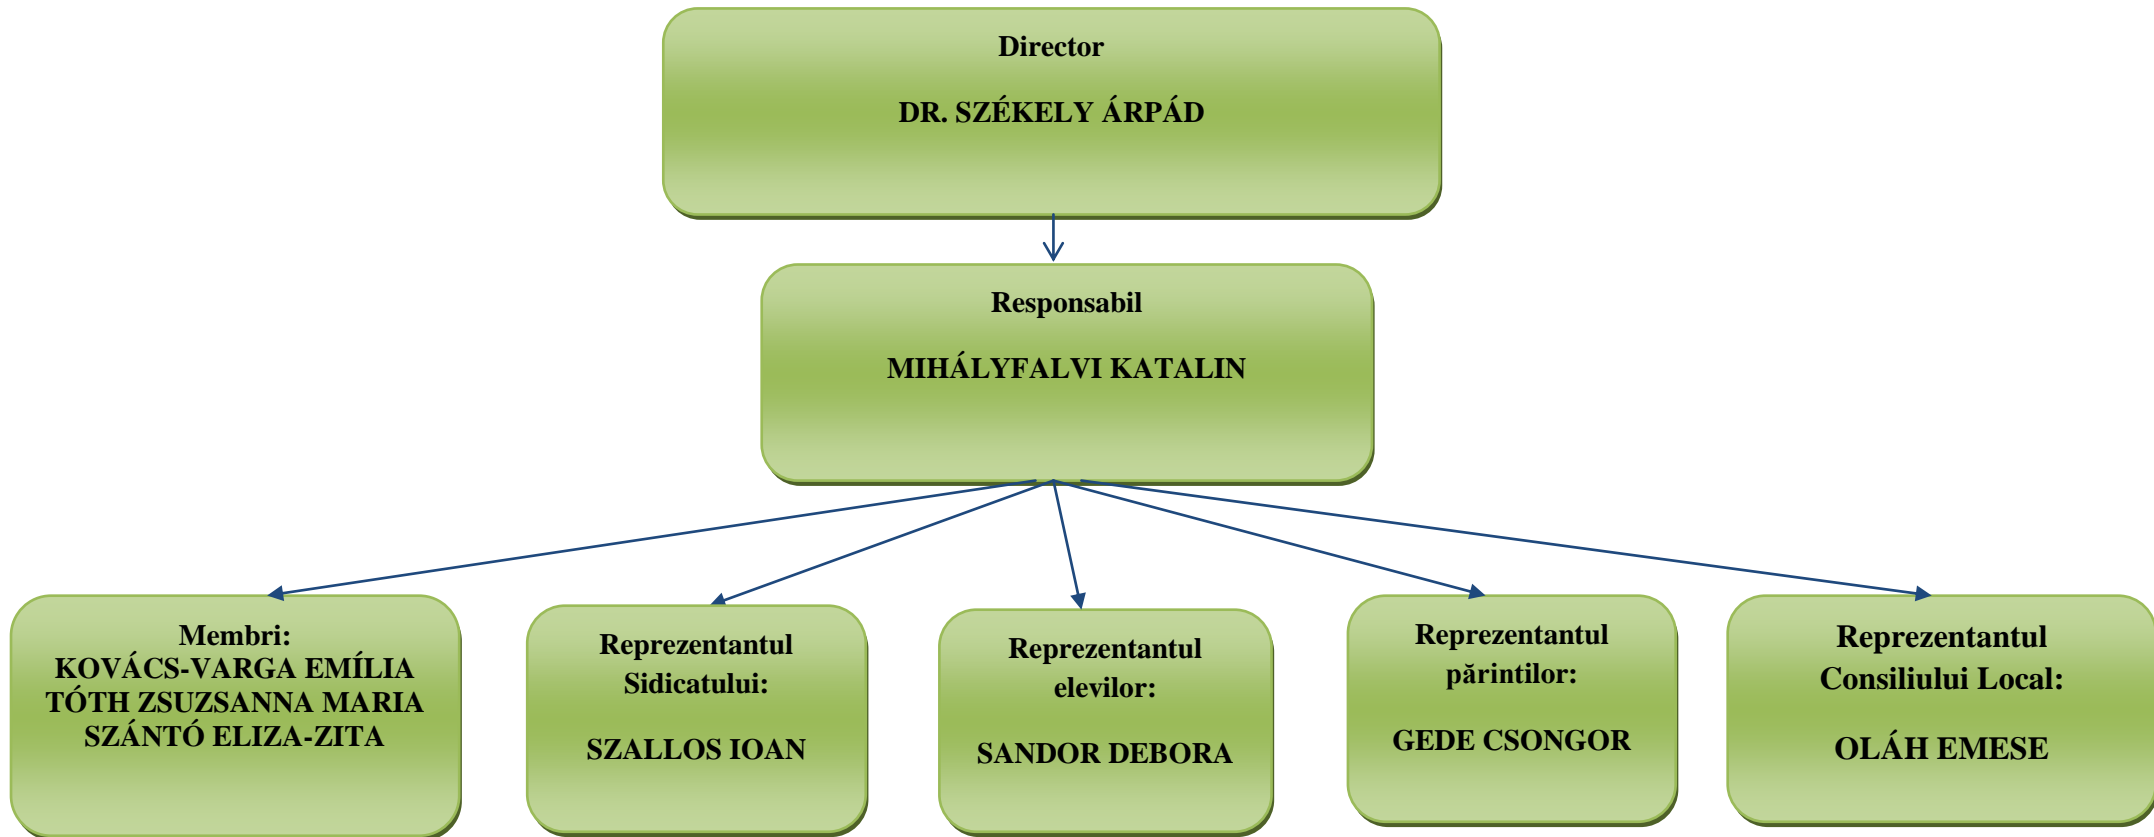 Director
DR. SZÉKELY ÁRPÁD
Responsabil
MIHÁLYFALVI KATALIN
Membri:
KOVÁCS-VARGA EMÍLIA
TÓTH ZSUZSANNA MARIA
SZÁNTÓ ELIZA-ZITA
Reprezentantul
Sidicatului:
SZALLOS IOAN
Reprezentantul
elevilor:
SANDOR DEBORA
Reprezentantul
părintilor:
GEDE CSONGOR
Reprezentantul
Consiliului Local:
OLÁH EMESE